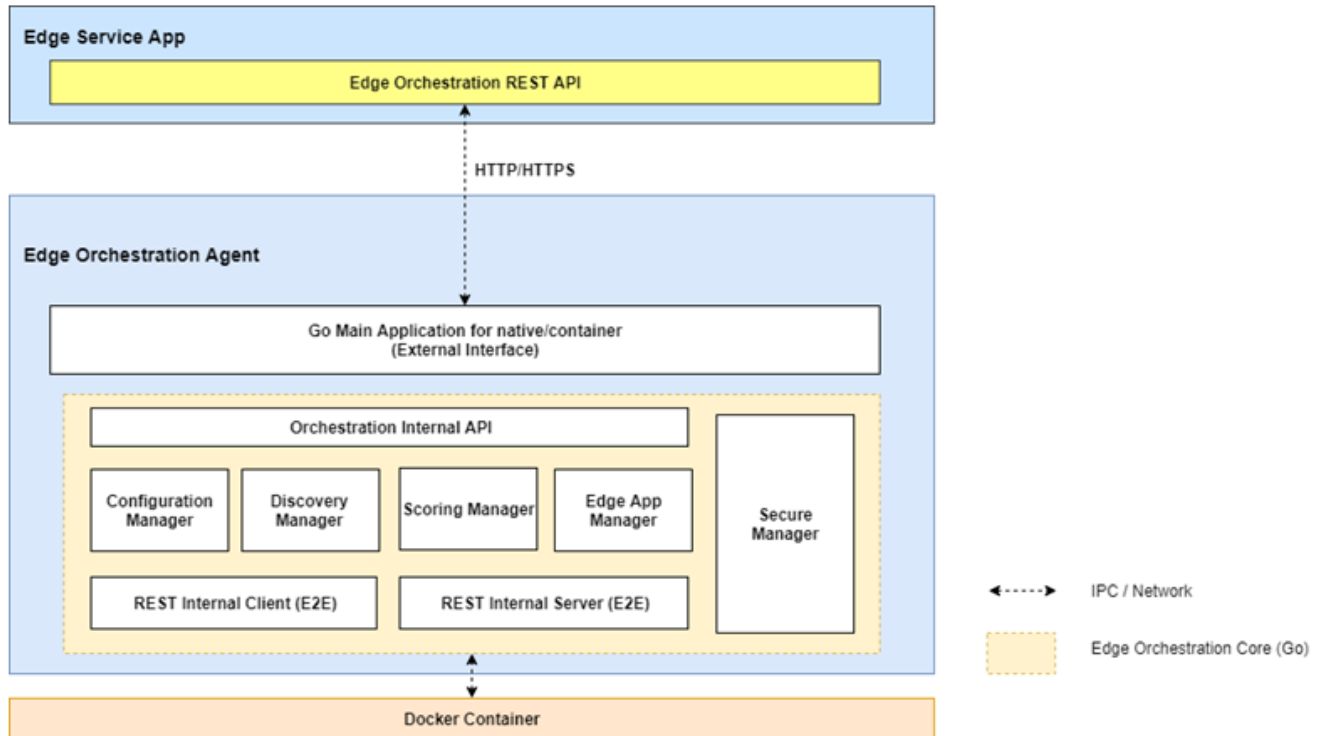 Edge Service App
Edge Orchestration REST API
HTTP/HTTPS
Edge Orchestration Agent
Go Main Application for native/container
(External Interface)
Orchestration Internal API
Configuration
Manager
Discovery
Manager
Scoring Manager
Edge App
Manager
Secure
Manager
REST Internal Client (E2E)
REST Internal Server (E2E)
IPC / Network
Edge Orchestration Core (Go)
Docker Container